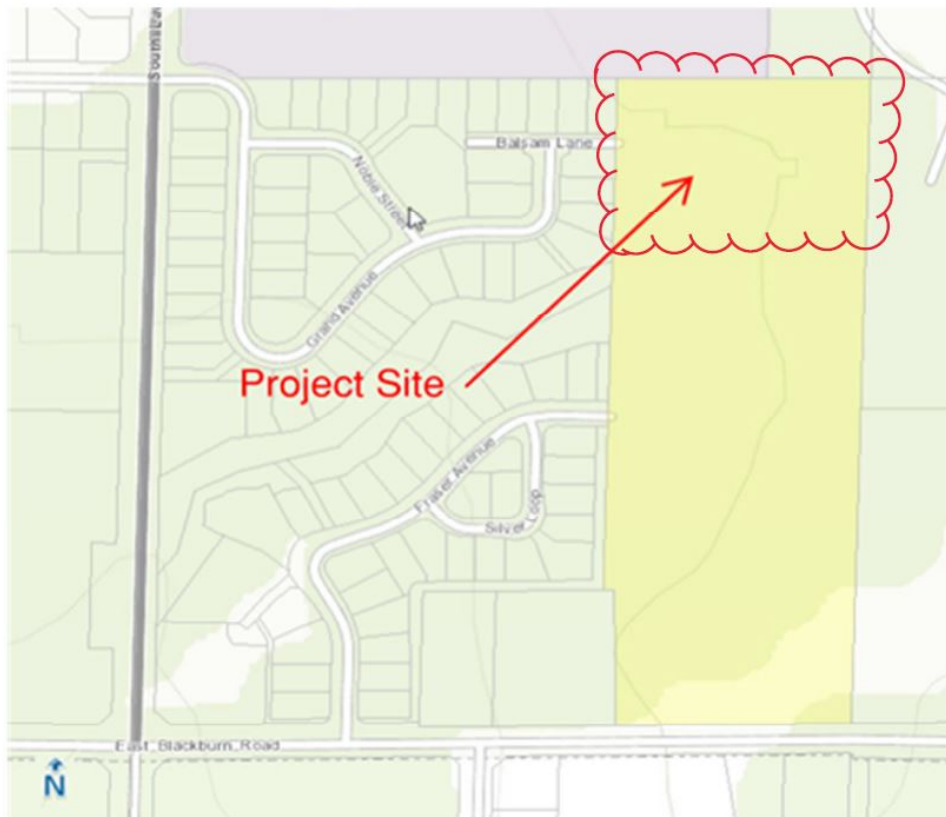 Balsam Lane
Noble Street
Grand Avenue
Project Site
Fraser Avenue
Silver Loop
East Blackburn Road
N